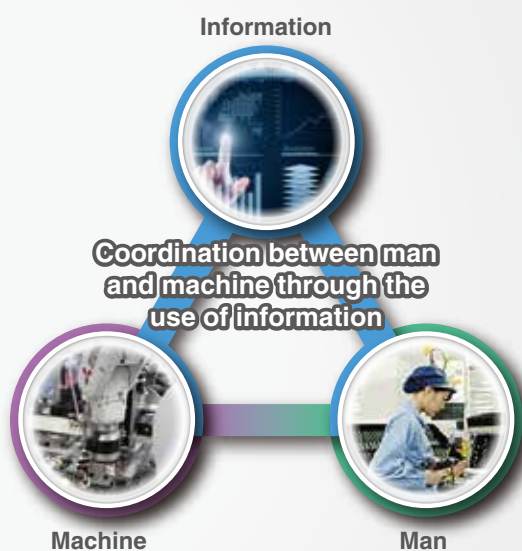 Information
Coordination between man
and machine through the
use of information
Machine
Man